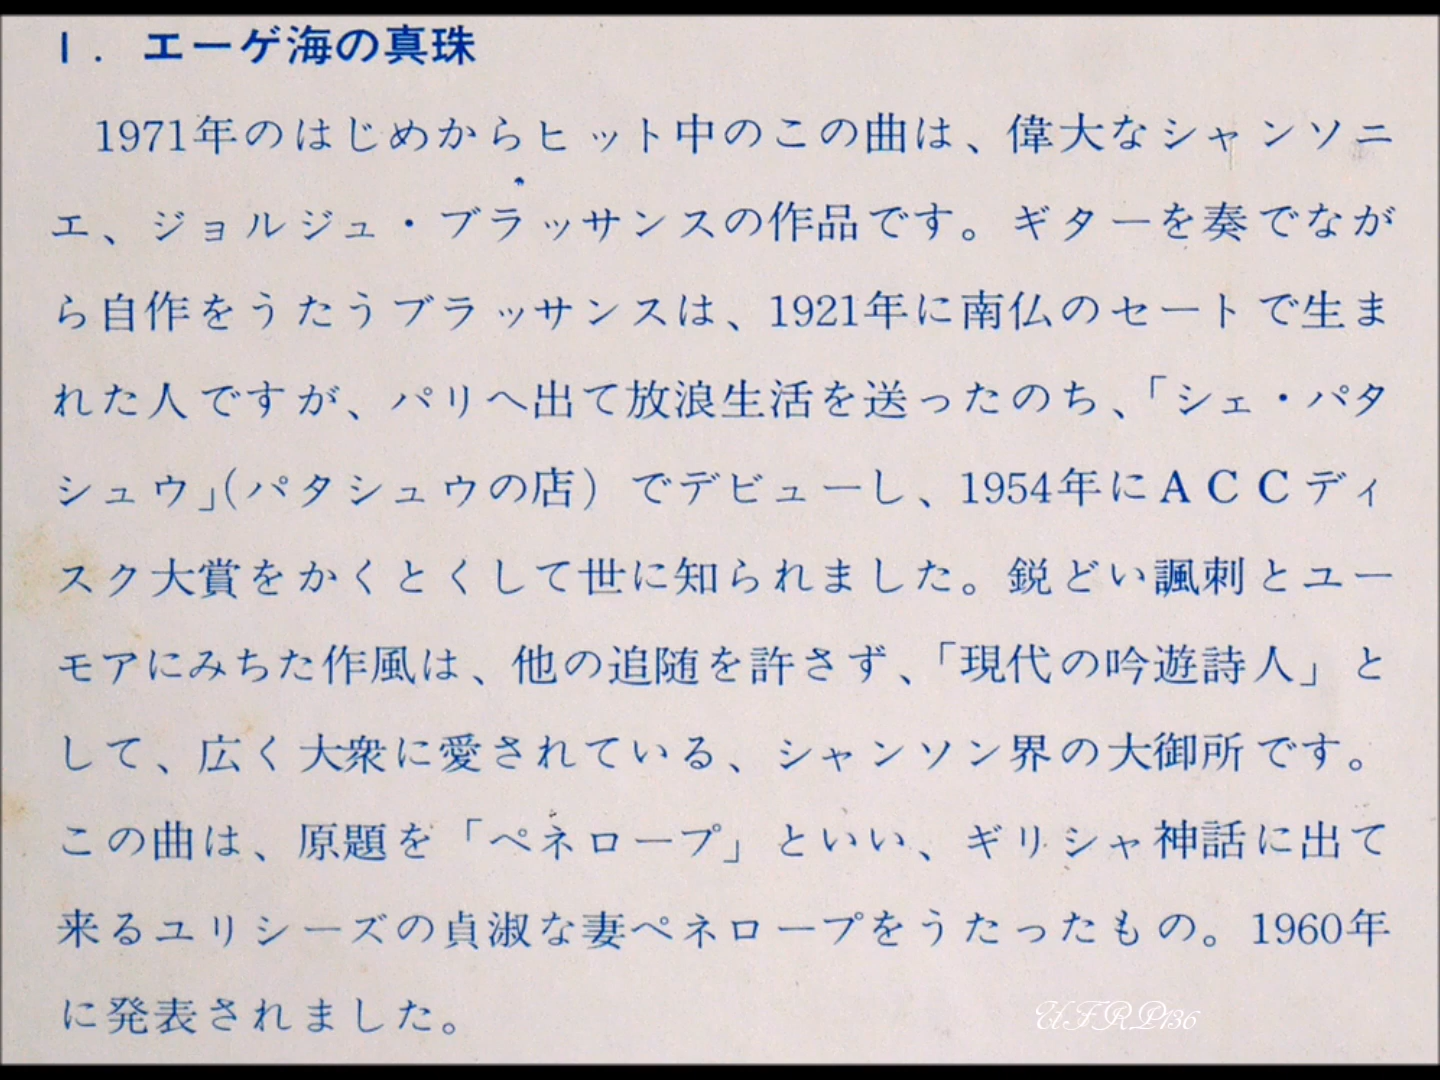 1. エーゲ海の真珠
1971年のはじめからヒット中のこの曲は、偉大なシャンソニ
エ、ジョルジュ・ブラッサンスの作品です。ギターを奏でなが
ら自作をうたうブラッサンスは、1921年に南仏のセートで生ま
れた人ですが、パリへ出て放浪生活を送ったのち、「シェ・パタ
シュウ」(パタシュウの店)でデビューし、1954年にACCディ
スク大賞をかくとくして世に知られました。鋭どい諷刺とユー
モアにみちた作風は、他の追随を許さず、「現代の吟遊詩人」と
して、広く大衆に愛されている、シャンソン界の大御所です。
この曲は、原題を「ペネロープ」といい、ギリシャ神話に出て
来るユリシーズの貞淑な妻ペネロープをうたったもの。1960年
に発表されました。
UFRP136